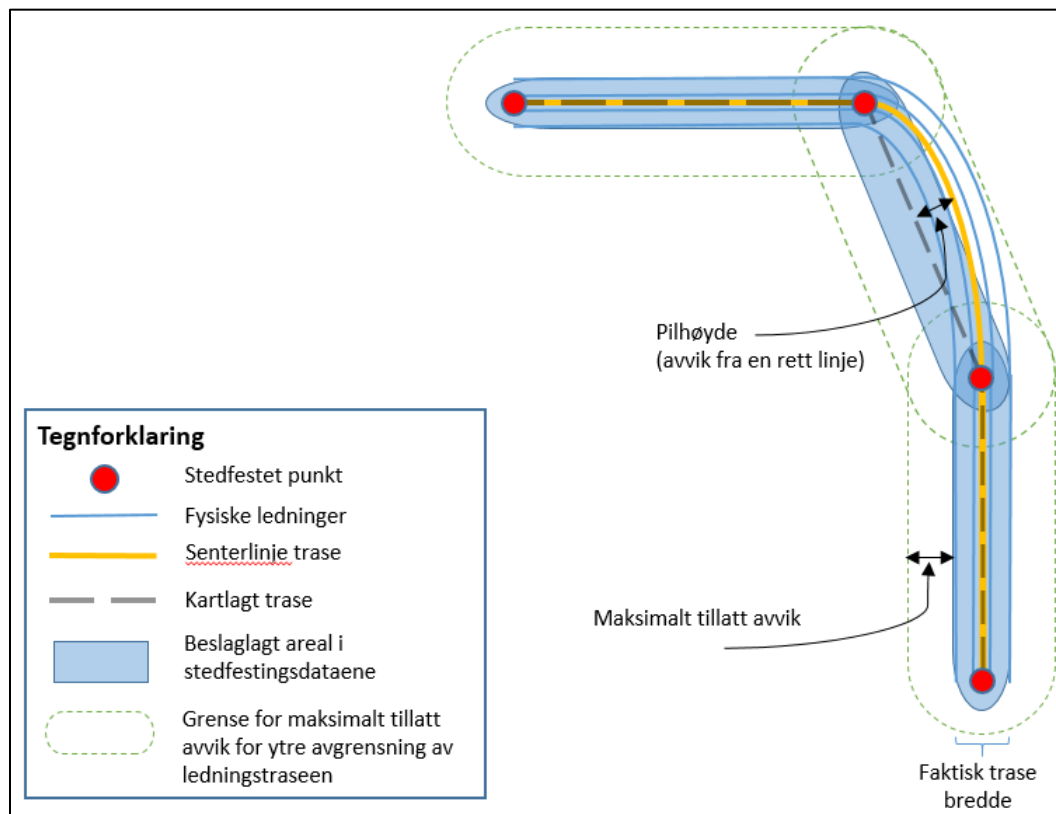 Pilhøyde
(avvik fra en rett linje)
Tegnforklaring
Stedfestet punkt
Fysiske ledninger
Senterlinje trase
Kartlagt trase
Beslaglagt areal i
stedfestingsdataene
Grense for maksimalt tillatt
avvik for ytre avgrensning av
ledningstraseen
Maksimalt tillatt avvik
Faktisk trase
bredde